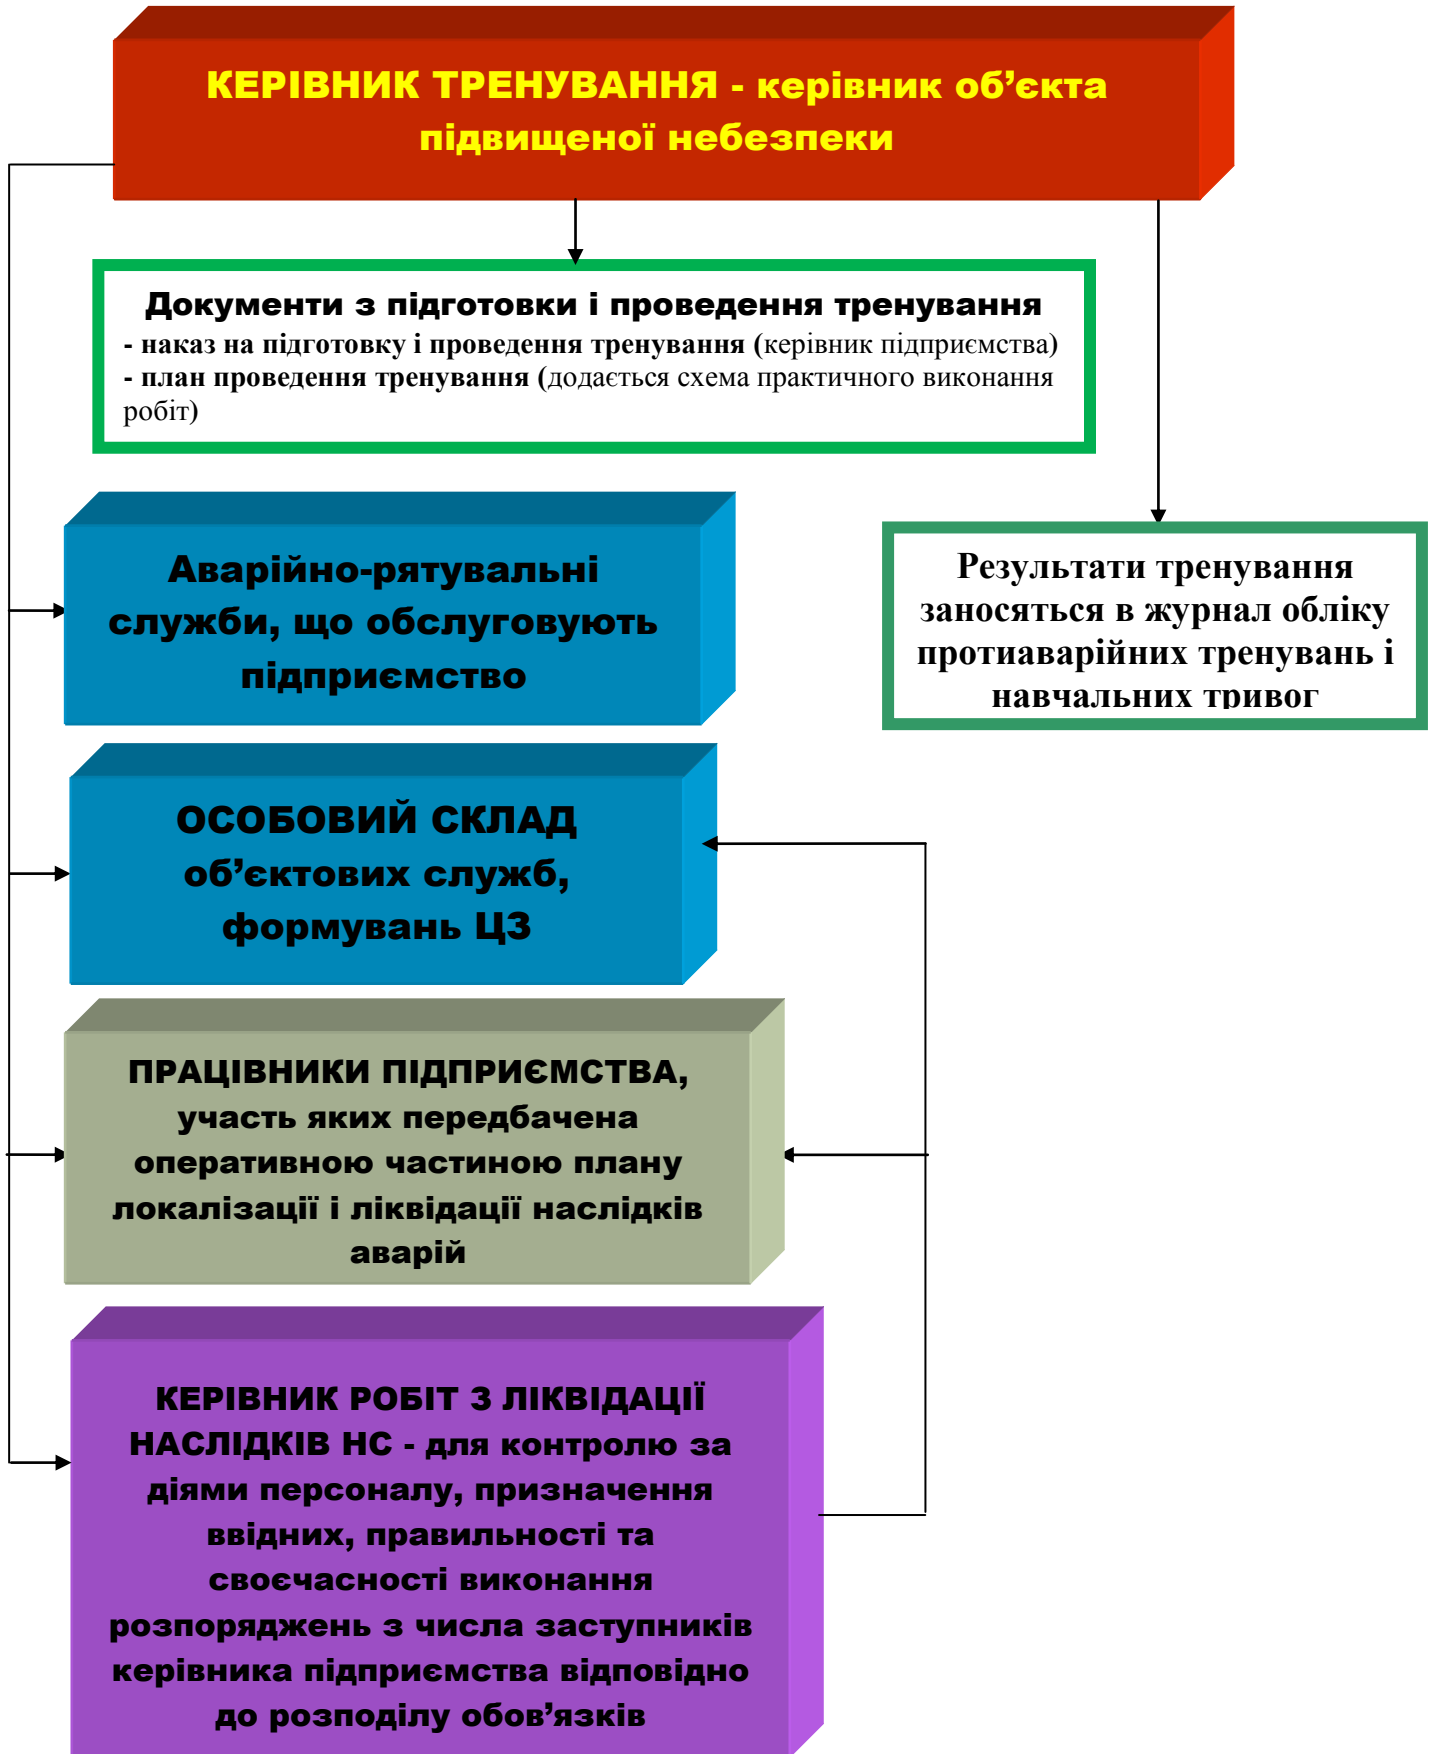 КЕРІВНИК ТРЕНУВАННЯ - керівник об’єкта
підвищеної небезпеки
Документи з підготовки і проведення тренування
- наказ на підготовку і проведення тренування (керівник підприємства)
- план проведення тренування (додається схема практичного виконання
робіт)
Аварійно-рятувальні
служби, що обслуговують
підприємство
Результати тренування
заносяться в журнал обліку
протиаварійних тренувань і
навчальних тривог
ОСОБОВИЙ СКЛАД
об’єктових служб,
формувань ЦЗ
ПРАЦІВНИКИ ПІДПРИЄМСТВА,
участь яких передбачена
оперативною частиною плану
локалізації і ліквідації наслідків
аварій
КЕРІВНИК РОБІТ З ЛІКВІДАЦІЇ
НАСЛІДКІВ НС - для контролю за
діями персоналу, призначення
ввідних, правильності та
своєчасності виконання
розпоряджень з числа заступників
керівника підприємства відповідно
до розподілу обов’язків